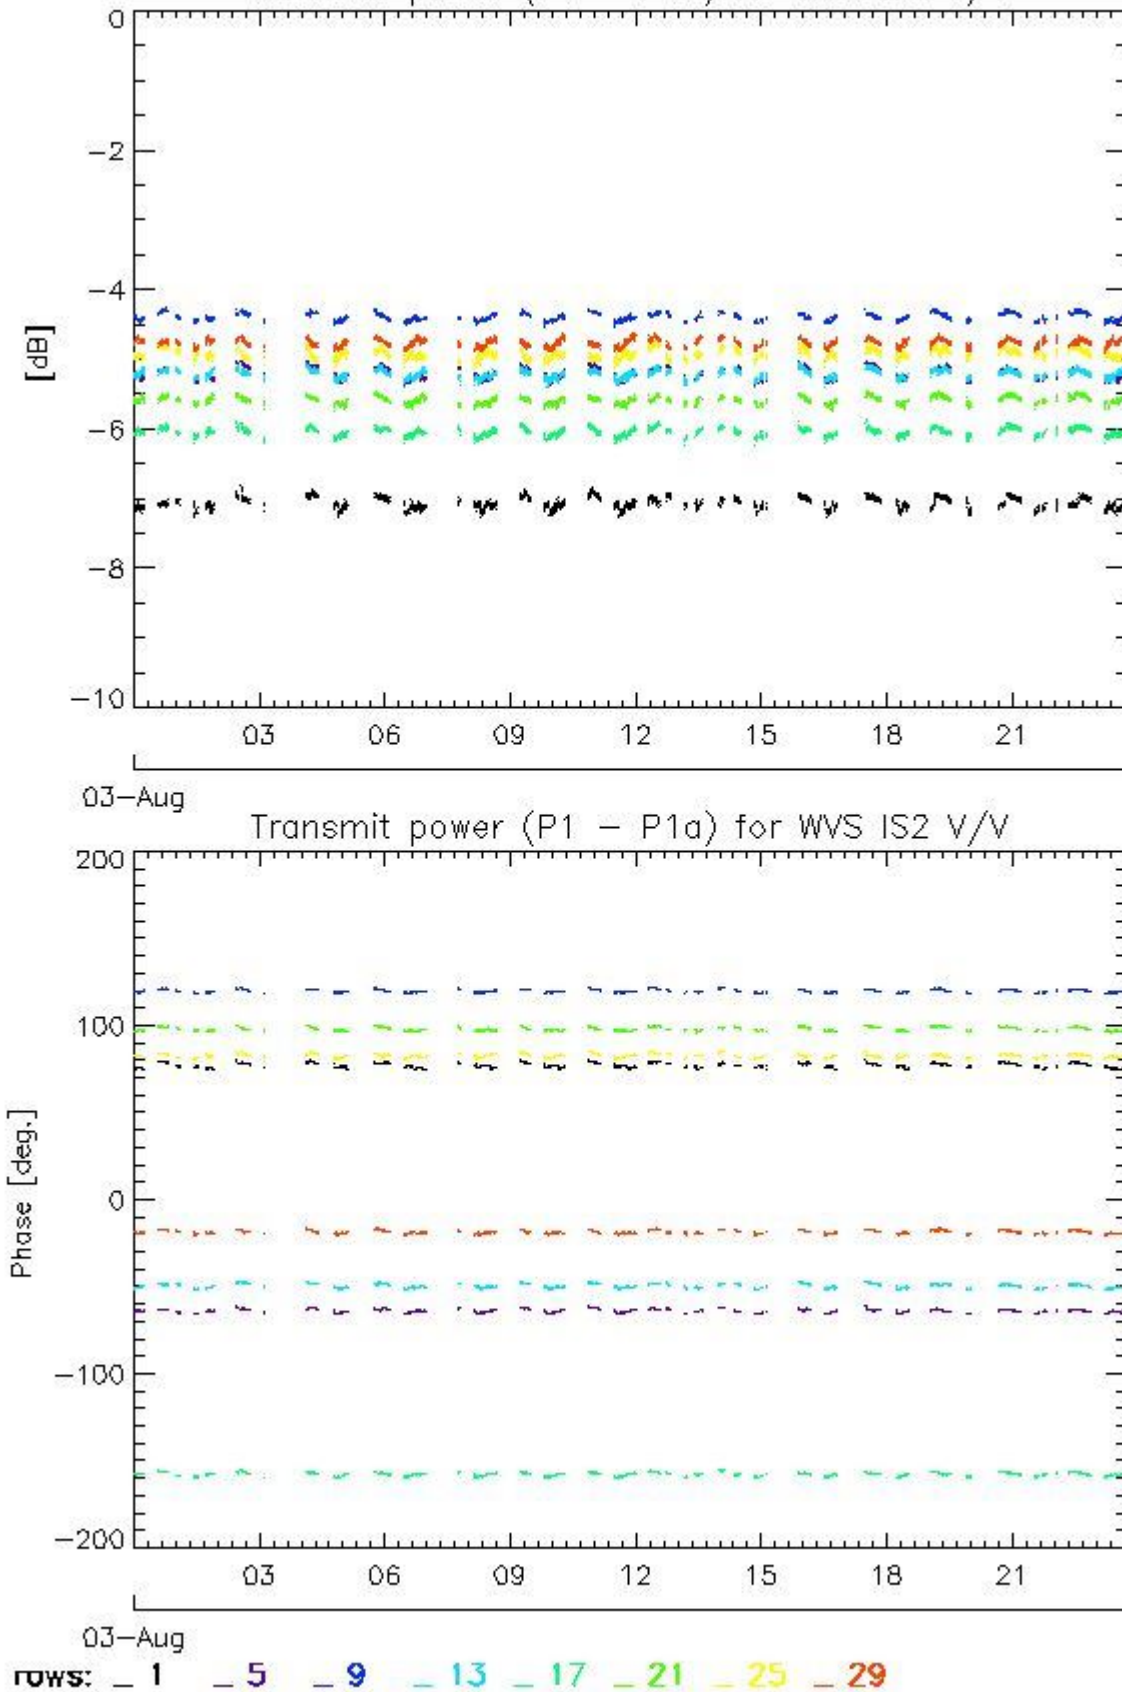 0
-2
-4
[dB]
-6
-8
-10
03 06 09 12 15 18 21
03-Aug
Transmit power (P1 - P1a) for WVS IS2 V/V
200
100
0
Phase [deg.]
-100
-200
03 06 09 12 15 18 21
03-Aug
rows: _ 1 _ 5 _ 9 _ 13 _ 17 _ 21 _ 25 _ 29